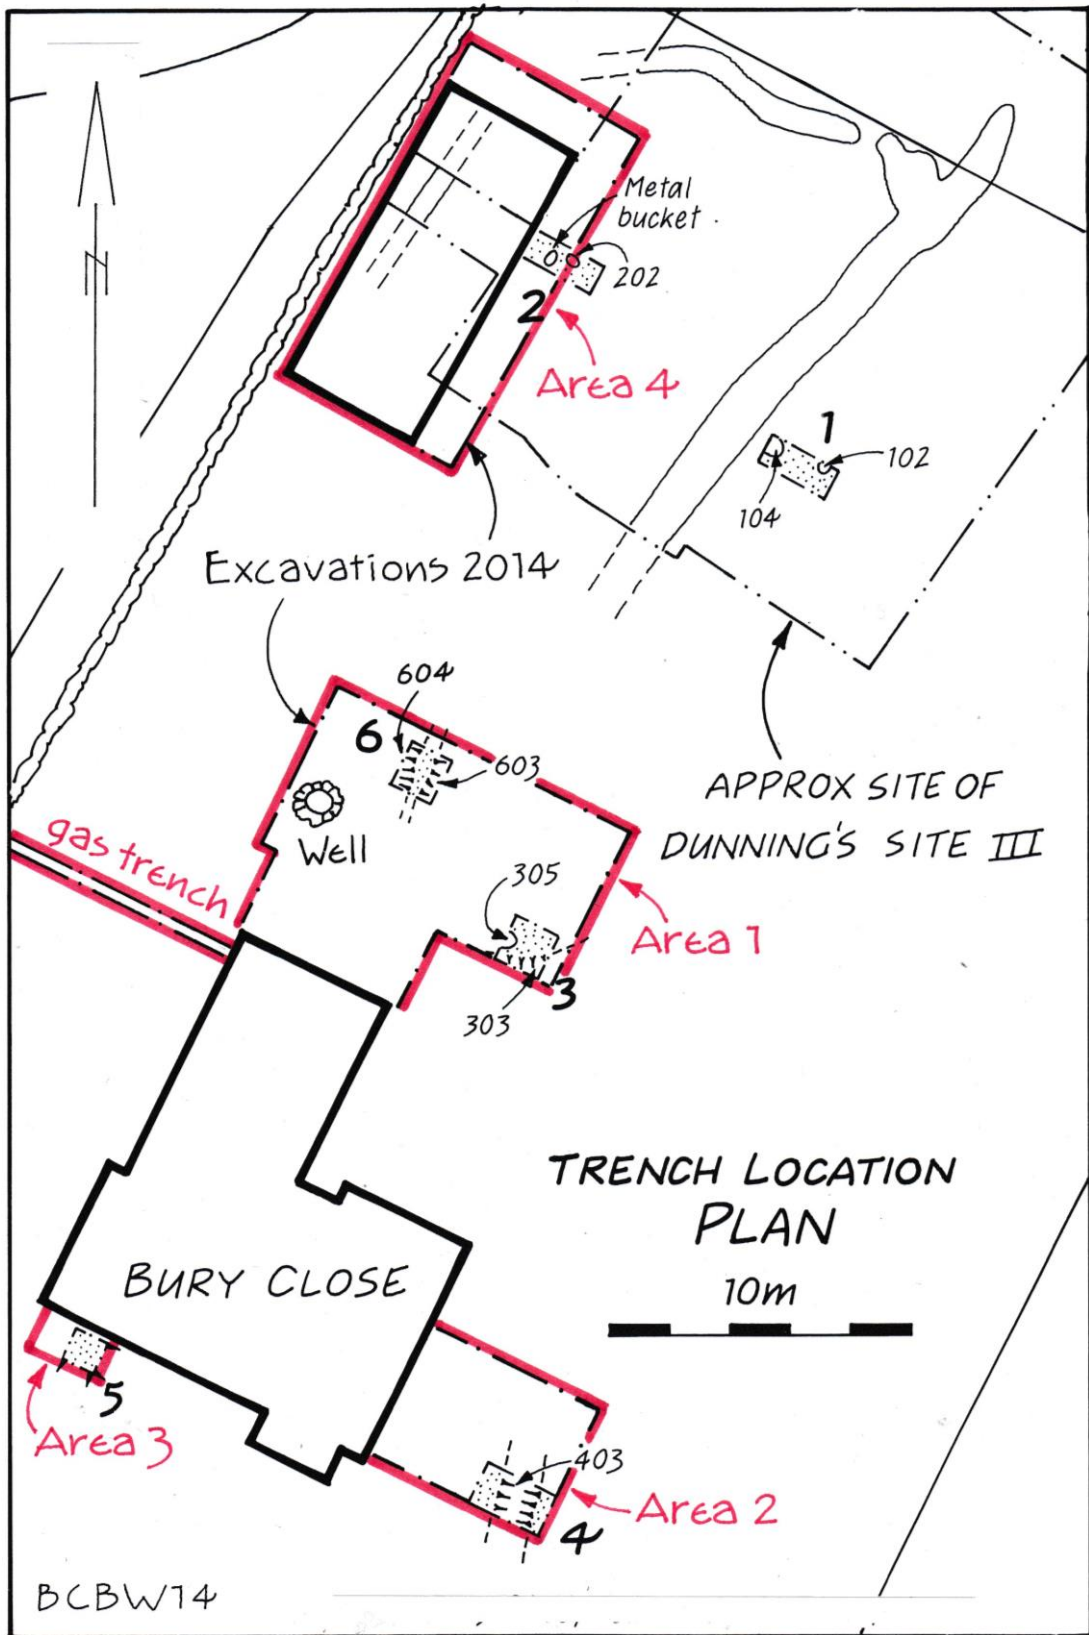 N
Metal
bucket
202
2
Area 4
1
102
104
Excavations 2014
604
6
603
APPROX SITE OF
DUNNING'S SITE III
gas trench
Well
305
Area 1
3
303
TRENCH LOCATION
PLAN
10m
BURY CLOSE
5
Area 3
403
Area 2
4
BCBW14